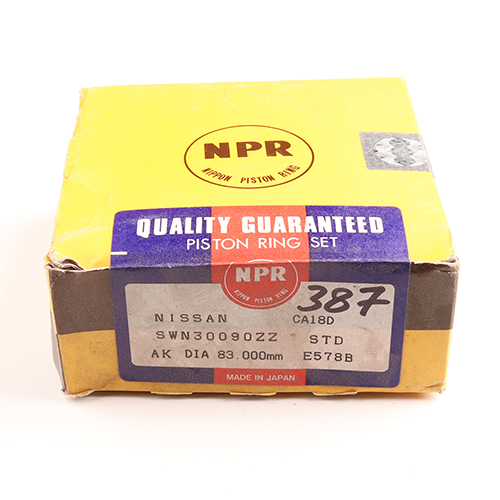 NPR
NIPPON PISTON RING
QUALITY GUARANTEED
PISTON RING SET
NPR
NIPPON PISTON RING
387
NISSAN CA18D
SWN30090ZZ STD
AK DIA 83.000mm E578B
MADE IN JAPAN